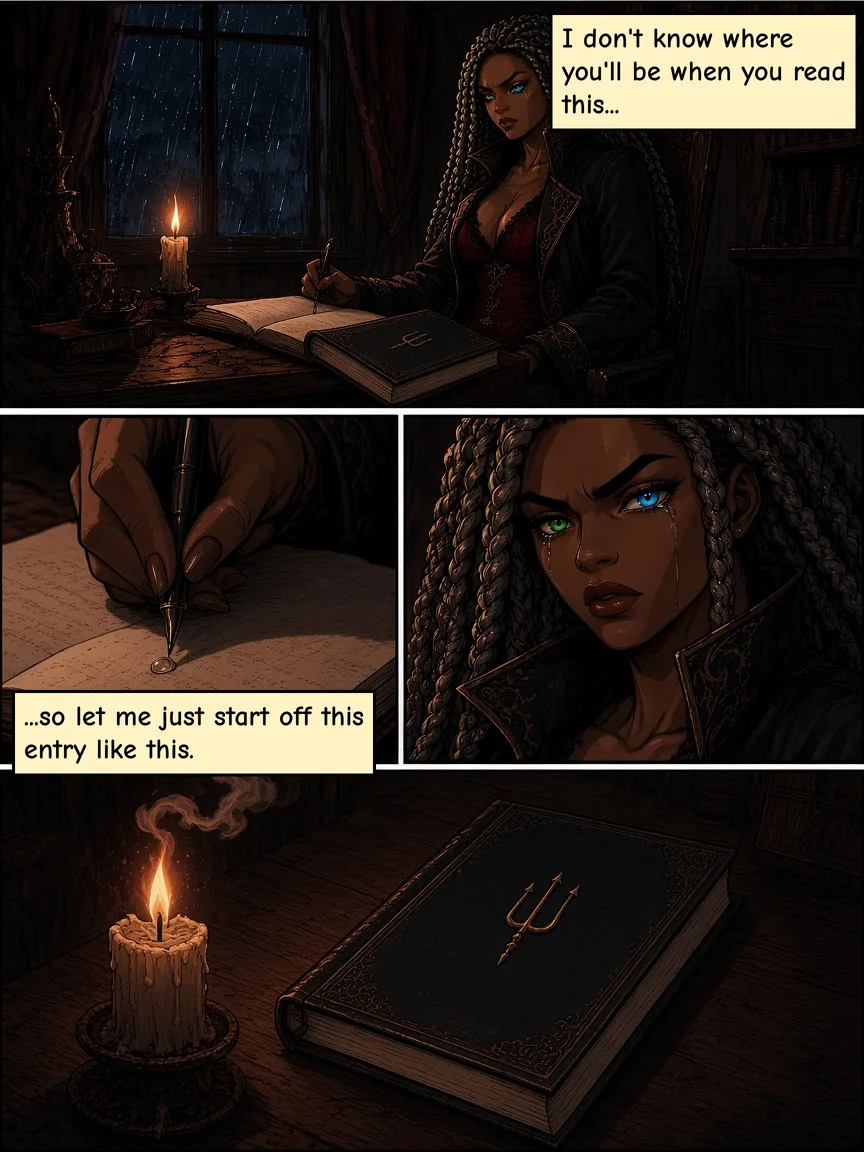 I don't know where
you'll be when you read
this...
...so let me just start off this
entry like this.